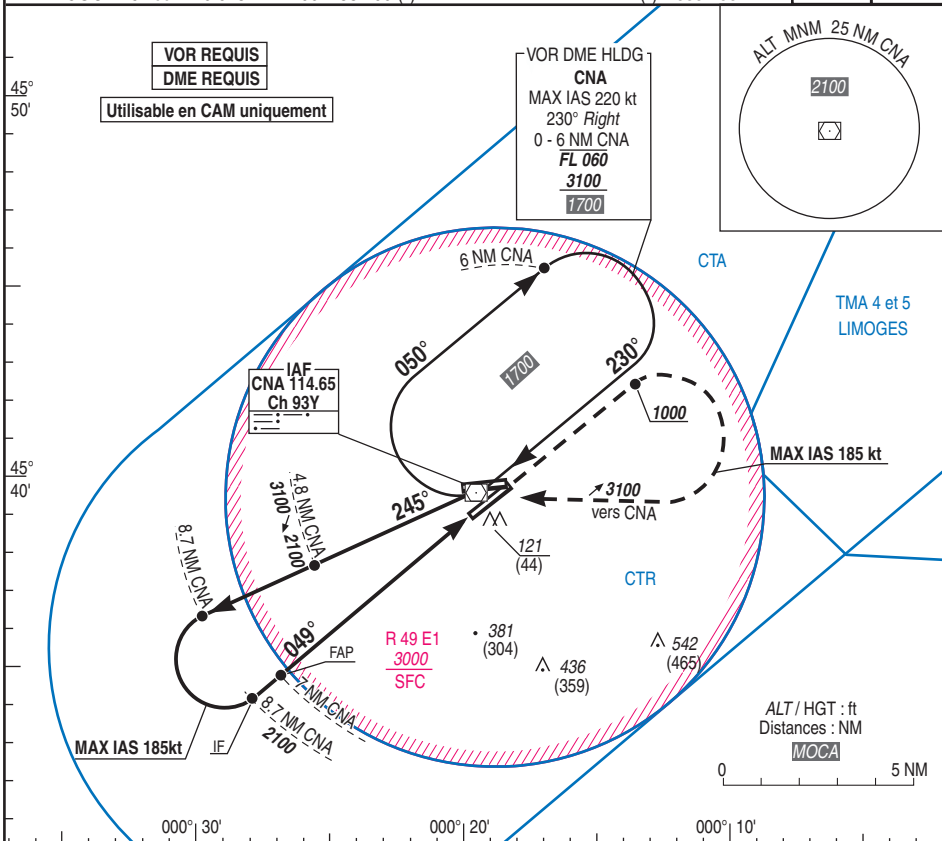 VOR REQUIS
DME REQUIS
Utilisable en CAM uniquement
VOR DME HLDG
CNA
MAX IAS 220 kt
230° Right
0 - 6 NM CNA
FL 060
3100
1700
ALT MNM 25 NM CNA
2100
45°
50'
6 NM CNA
CTA
TMA 4 et 5
LIMOGES
050°
1700
230°
IAF
CNA 114.65
Ch 93Y
1000
MAX IAS 185 kt
45°
40'
245°
4.8 NM CNA
3100
2100
3100
vers CNA
121
(44)
8.7 NM CNA
CTR
049°
FAP
R 49 E1
3000
SFC
381
(304)
436
(359)
542
(465)
7 NM CNA
IF
8.7 NM CNA
2100
MAX IAS 185kt
ALT / HGT : ft
Distances : NM
MOCA
0
5 NM
000° 30'
000° 20'
000° 10'